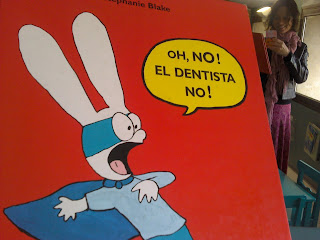 Stephanie Blake
OH, NO!
EL DENTISTA
NO!